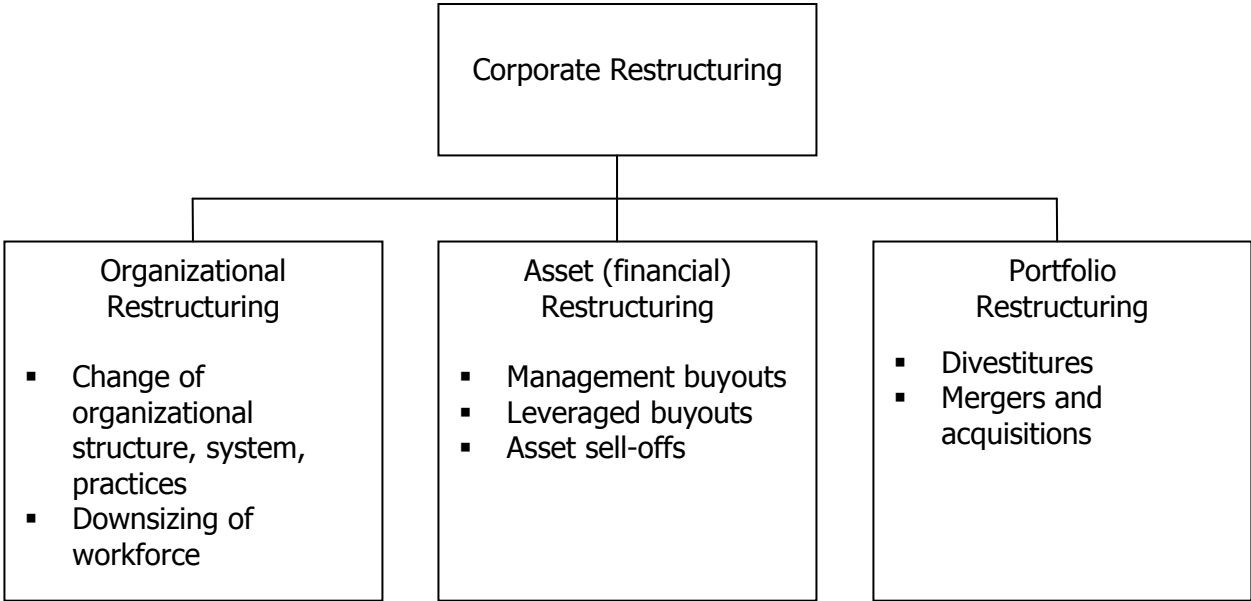 Corporate Restructuring
Organizational
Restructuring
▪ Change of
organizational
structure, system,
practices
▪ Downsizing of
workforce
Asset (financial)
Restructuring
▪ Management buyouts
▪ Leveraged buyouts
▪ Asset sell-offs
Portfolio
Restructuring
▪ Divestitures
▪ Mergers and
acquisitions